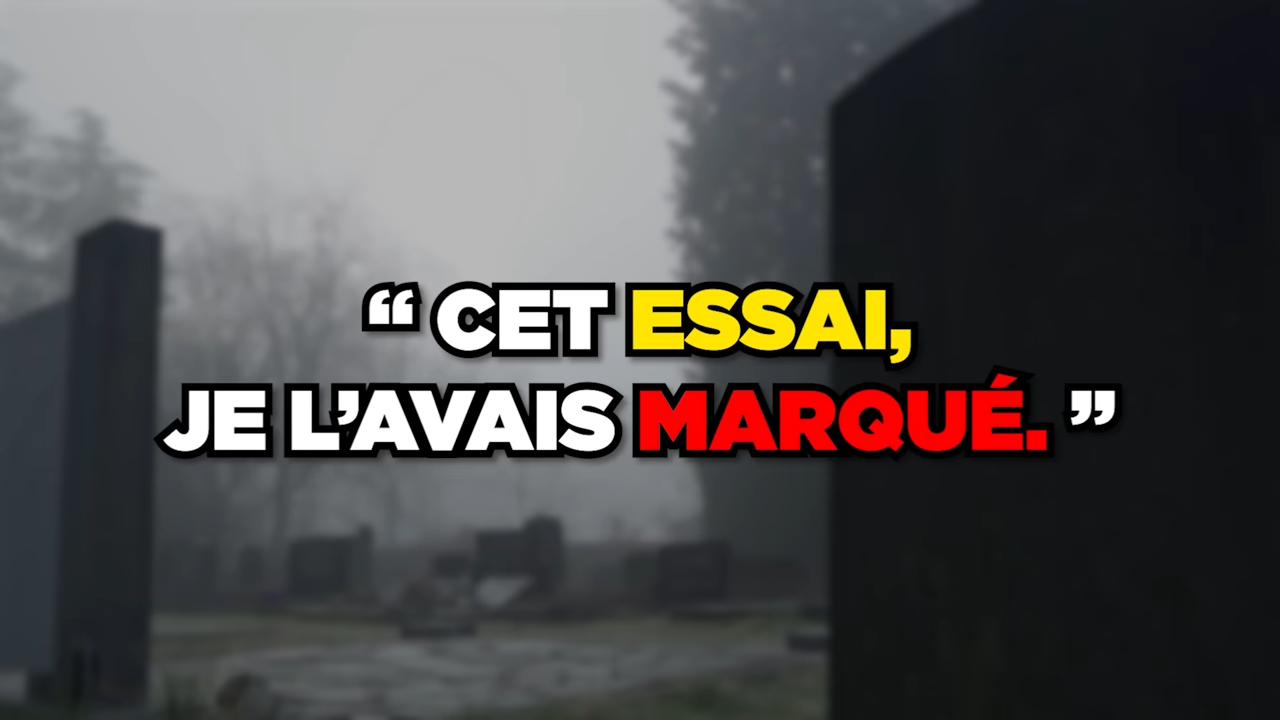 “ CET ESSAI,
JE L’AVAIS MARQUÉ. ”